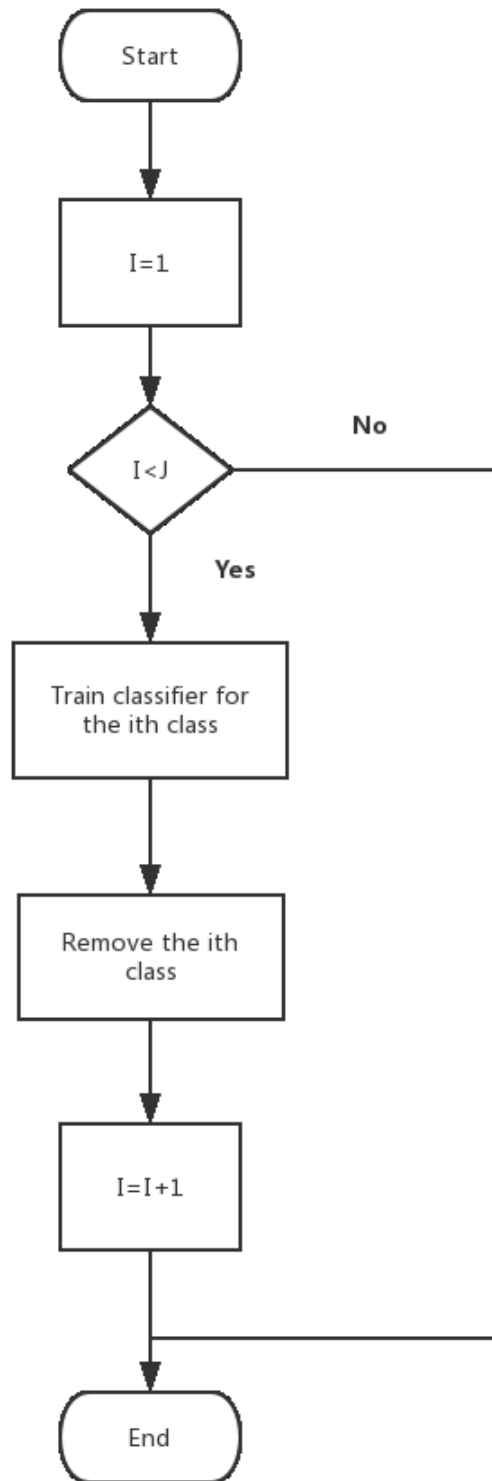 Start
I=1
I<J
No
Yes
Train classifier for
the ith class
Remove the ith
class
I=I+1
End